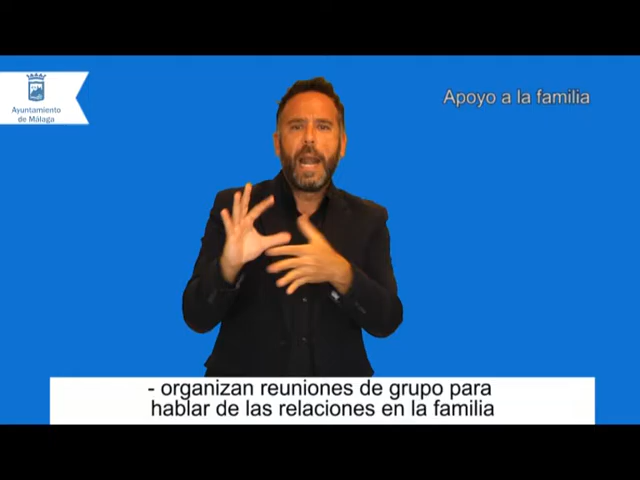 Ayuntamiento
de Málaga
Apoyo a la familia
- organizan reuniones de grupo para
hablar de las relaciones en la familia